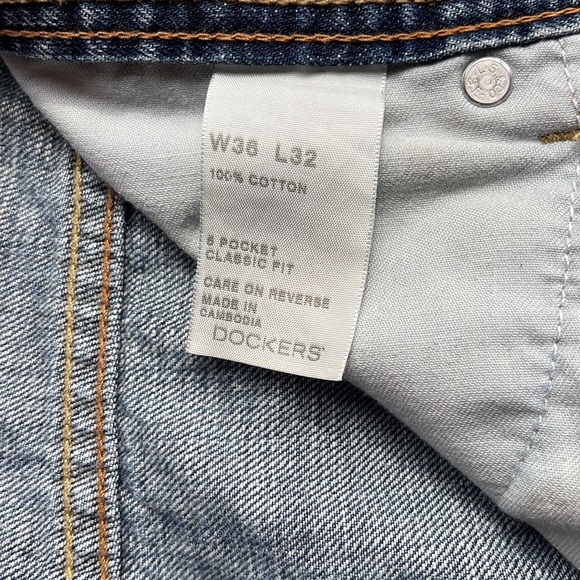 W36 L32
100% COTTON
5 POCKET
CLASSIC FIT
CARE ON REVERSE
MADE IN
CAMBODIA
DOCKERS